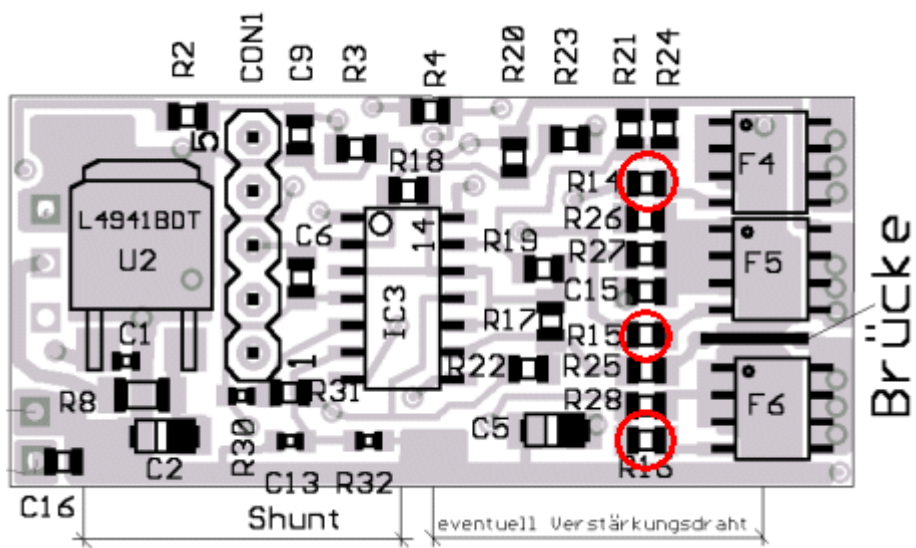 R2 CON1 C9 R3 R4 R20 R23 R21 R24
5
R18
F4
R14
L4941BDT
U2
14
R26
C6
R19
R27
F5
IC3
C15
R17
R15
Brücke
C1
1
R22
R25
R8
R31
R28
F6
C5
C2
R30
R16
C13 R32
C16
Shunt
eventuell Verstärkungsdraht